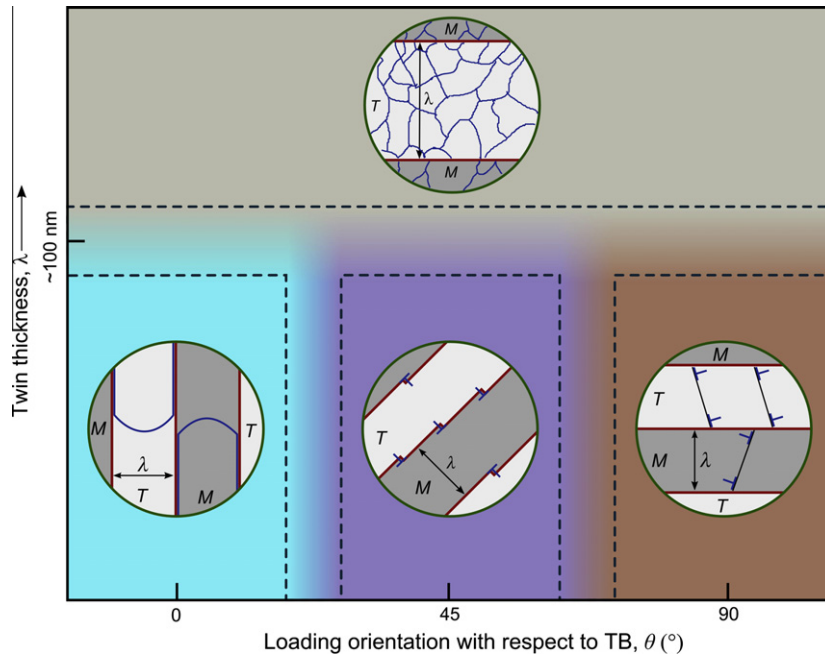 M
T
λ
M
Twin thickness, λ
~100 nm
M
λ
T
T
M
T
λ
M
M
T
M
λ
T
0
45
90
Loading orientation with respect to TB, θ (°)